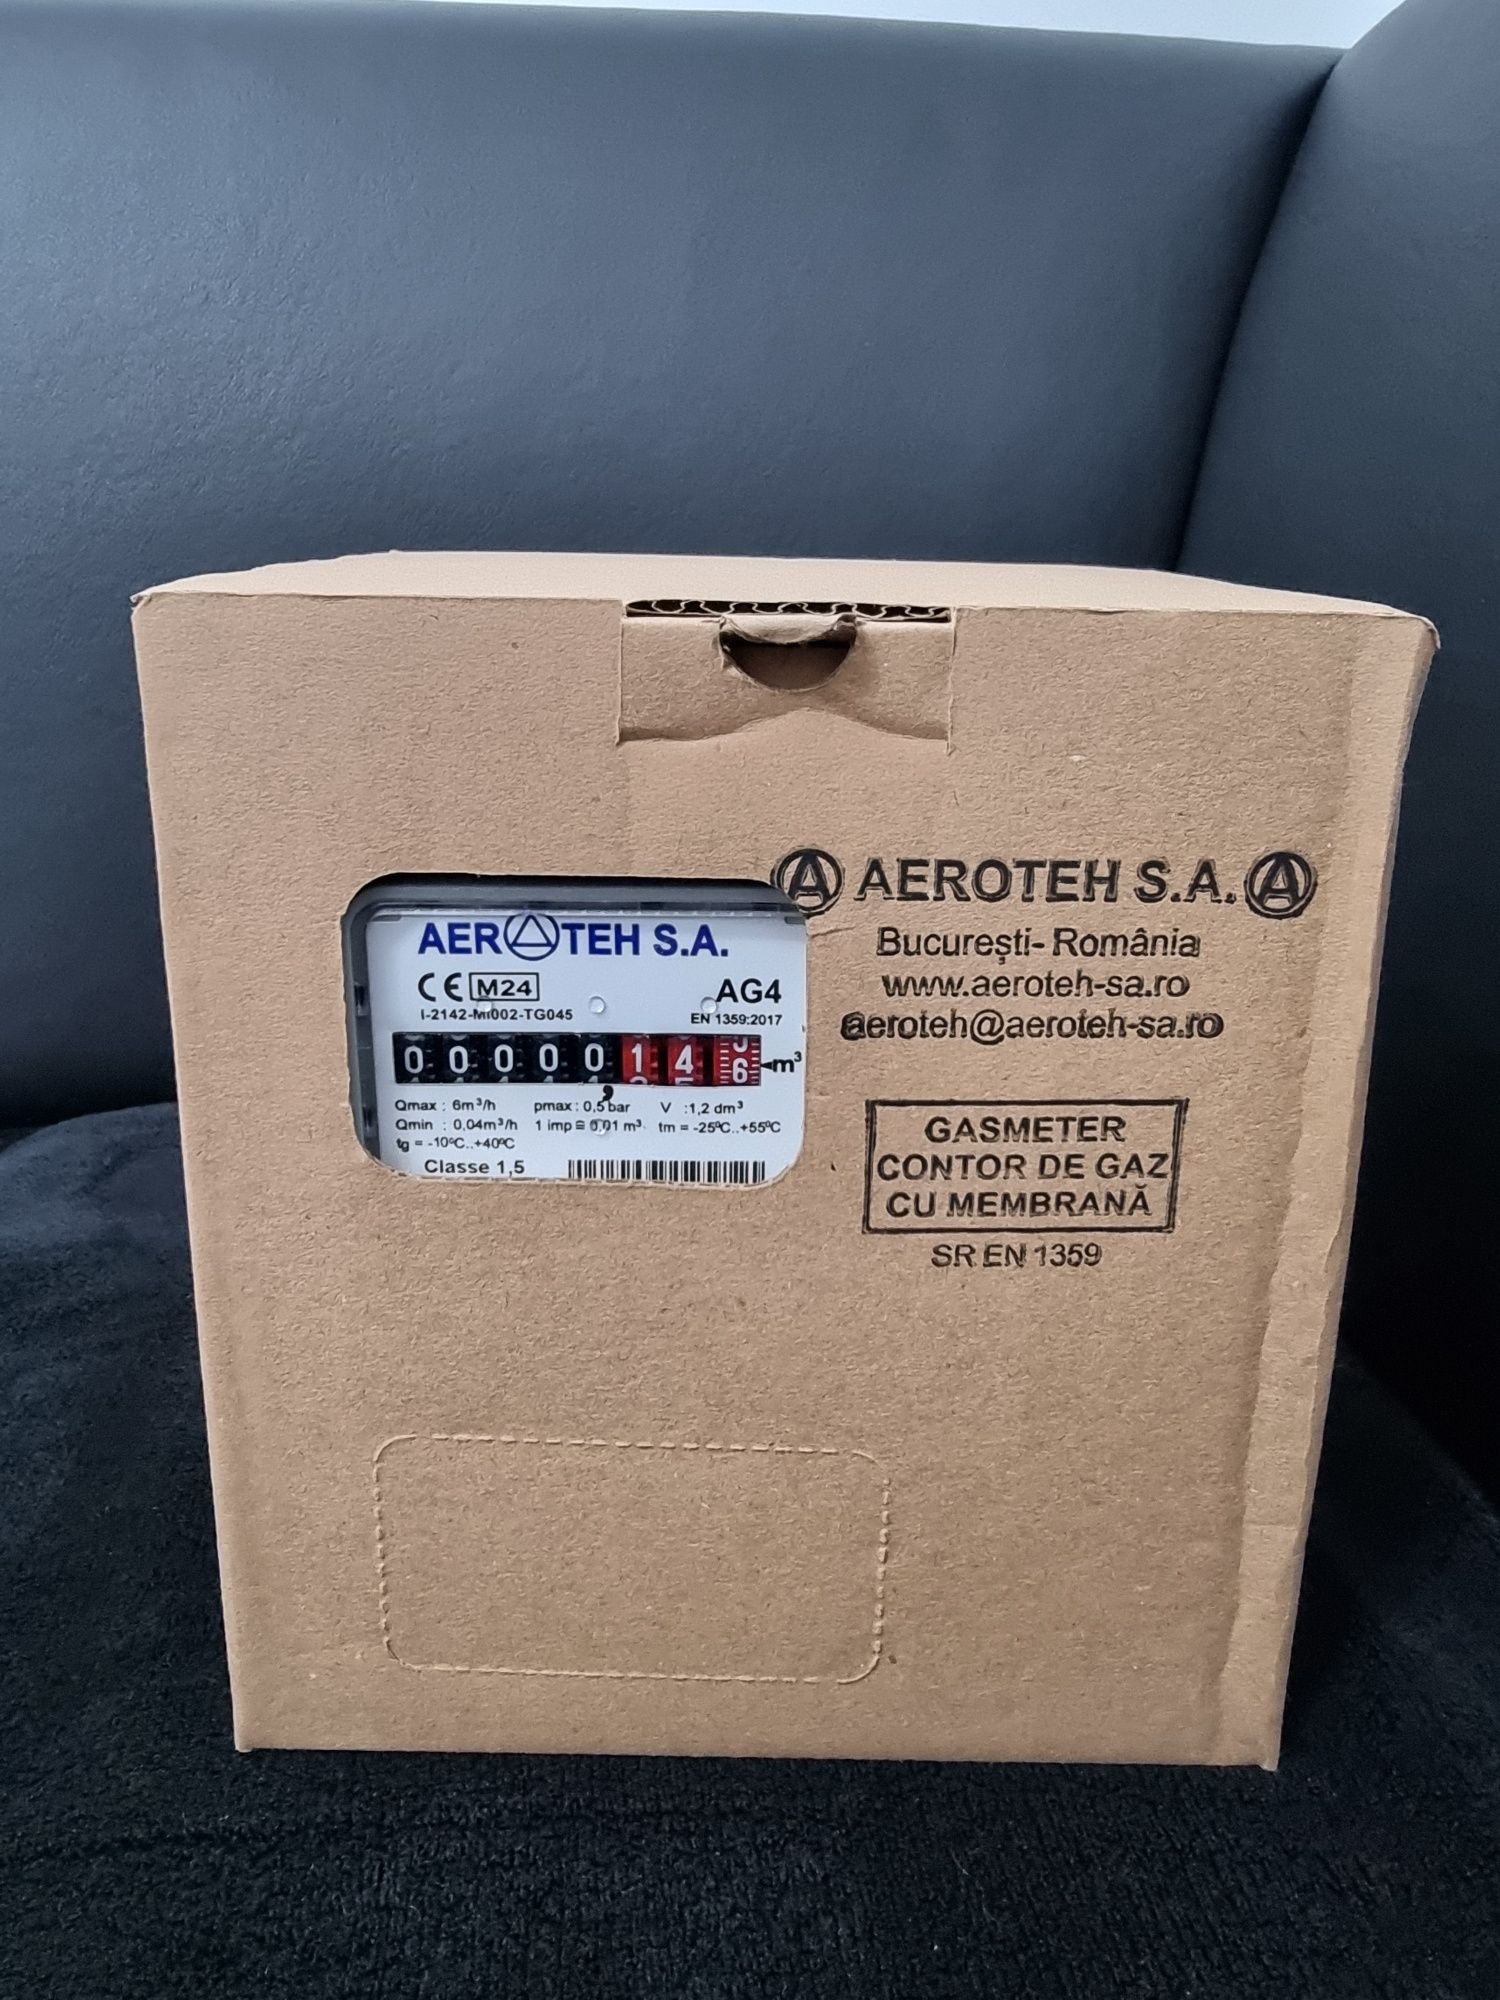 AEROTEH S.A.
București- România
www.aeroteh-sa.ro
aeroteh@aeroteh-sa.ro
GASMETER
CONTOR DE GAZ
CU MEMBRANĂ
SR EN 1359
AEROTEH S.A.
CE M24
AG4
I-2142-MI002-TG045
EN 1359:2017
0 0 0 0 0 1 4 6 m³
Qmax : 6m³/h pmax : 0,5 bar V :1,2 dm³
Qmin : 0,04m³/h 1 imp ≅ 0,01 m³ tm = -25ºC..+55ºC
tg = -10ºC..+40ºC
Classe 1,5